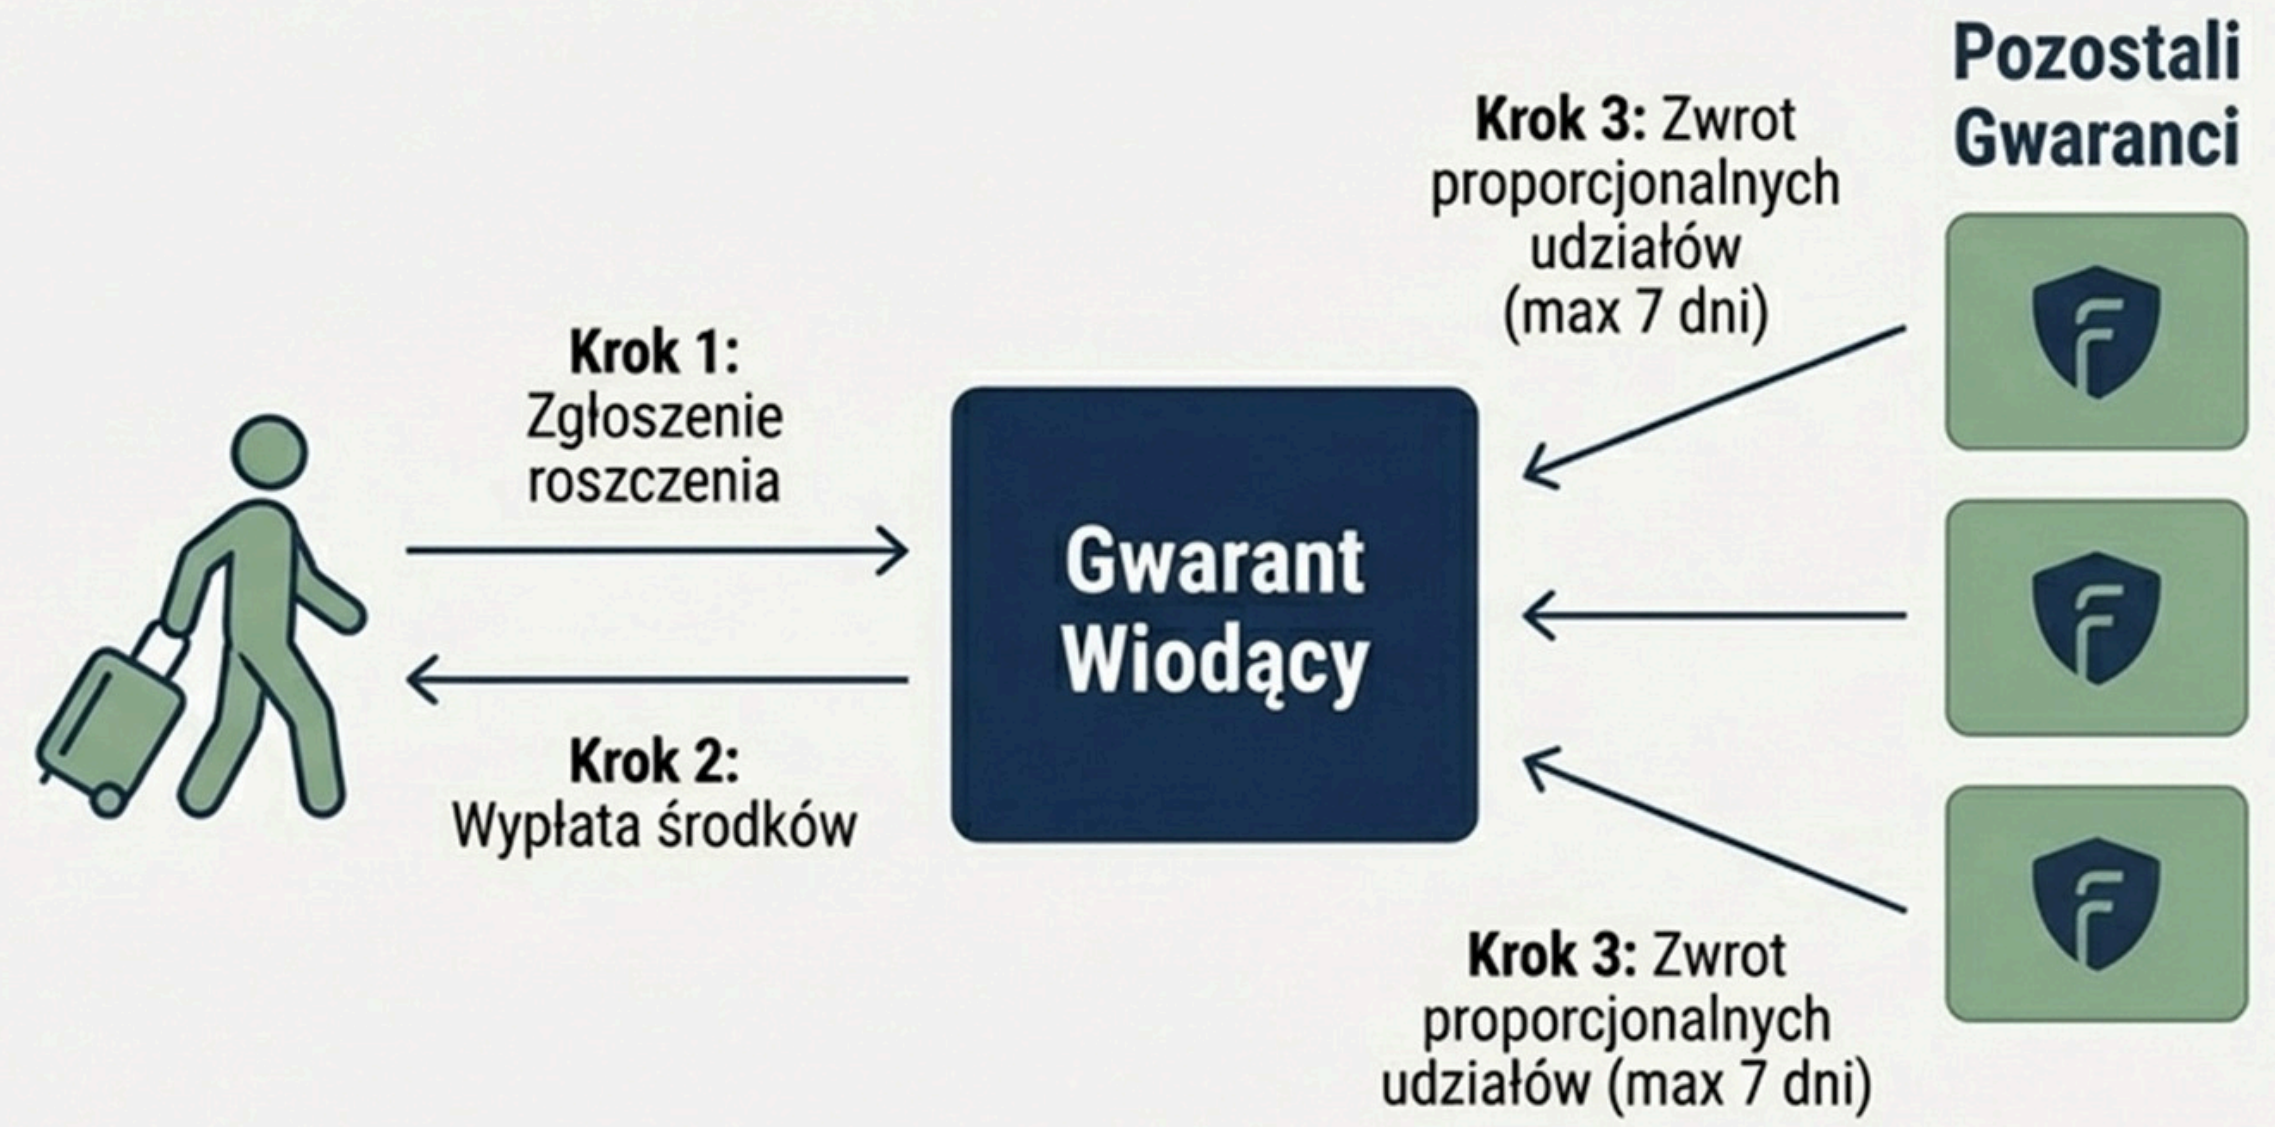 Pozostali
Gwaranci
Krok 3: Zwrot
proporcjonalnych
udziałów
(max 7 dni)
Krok 1:
Zgłoszenie
roszczenia
Gwarant
Wiodący
Krok 2:
Wypłata środków
Krok 3: Zwrot
proporcjonalnych
udziałów (max 7 dni)